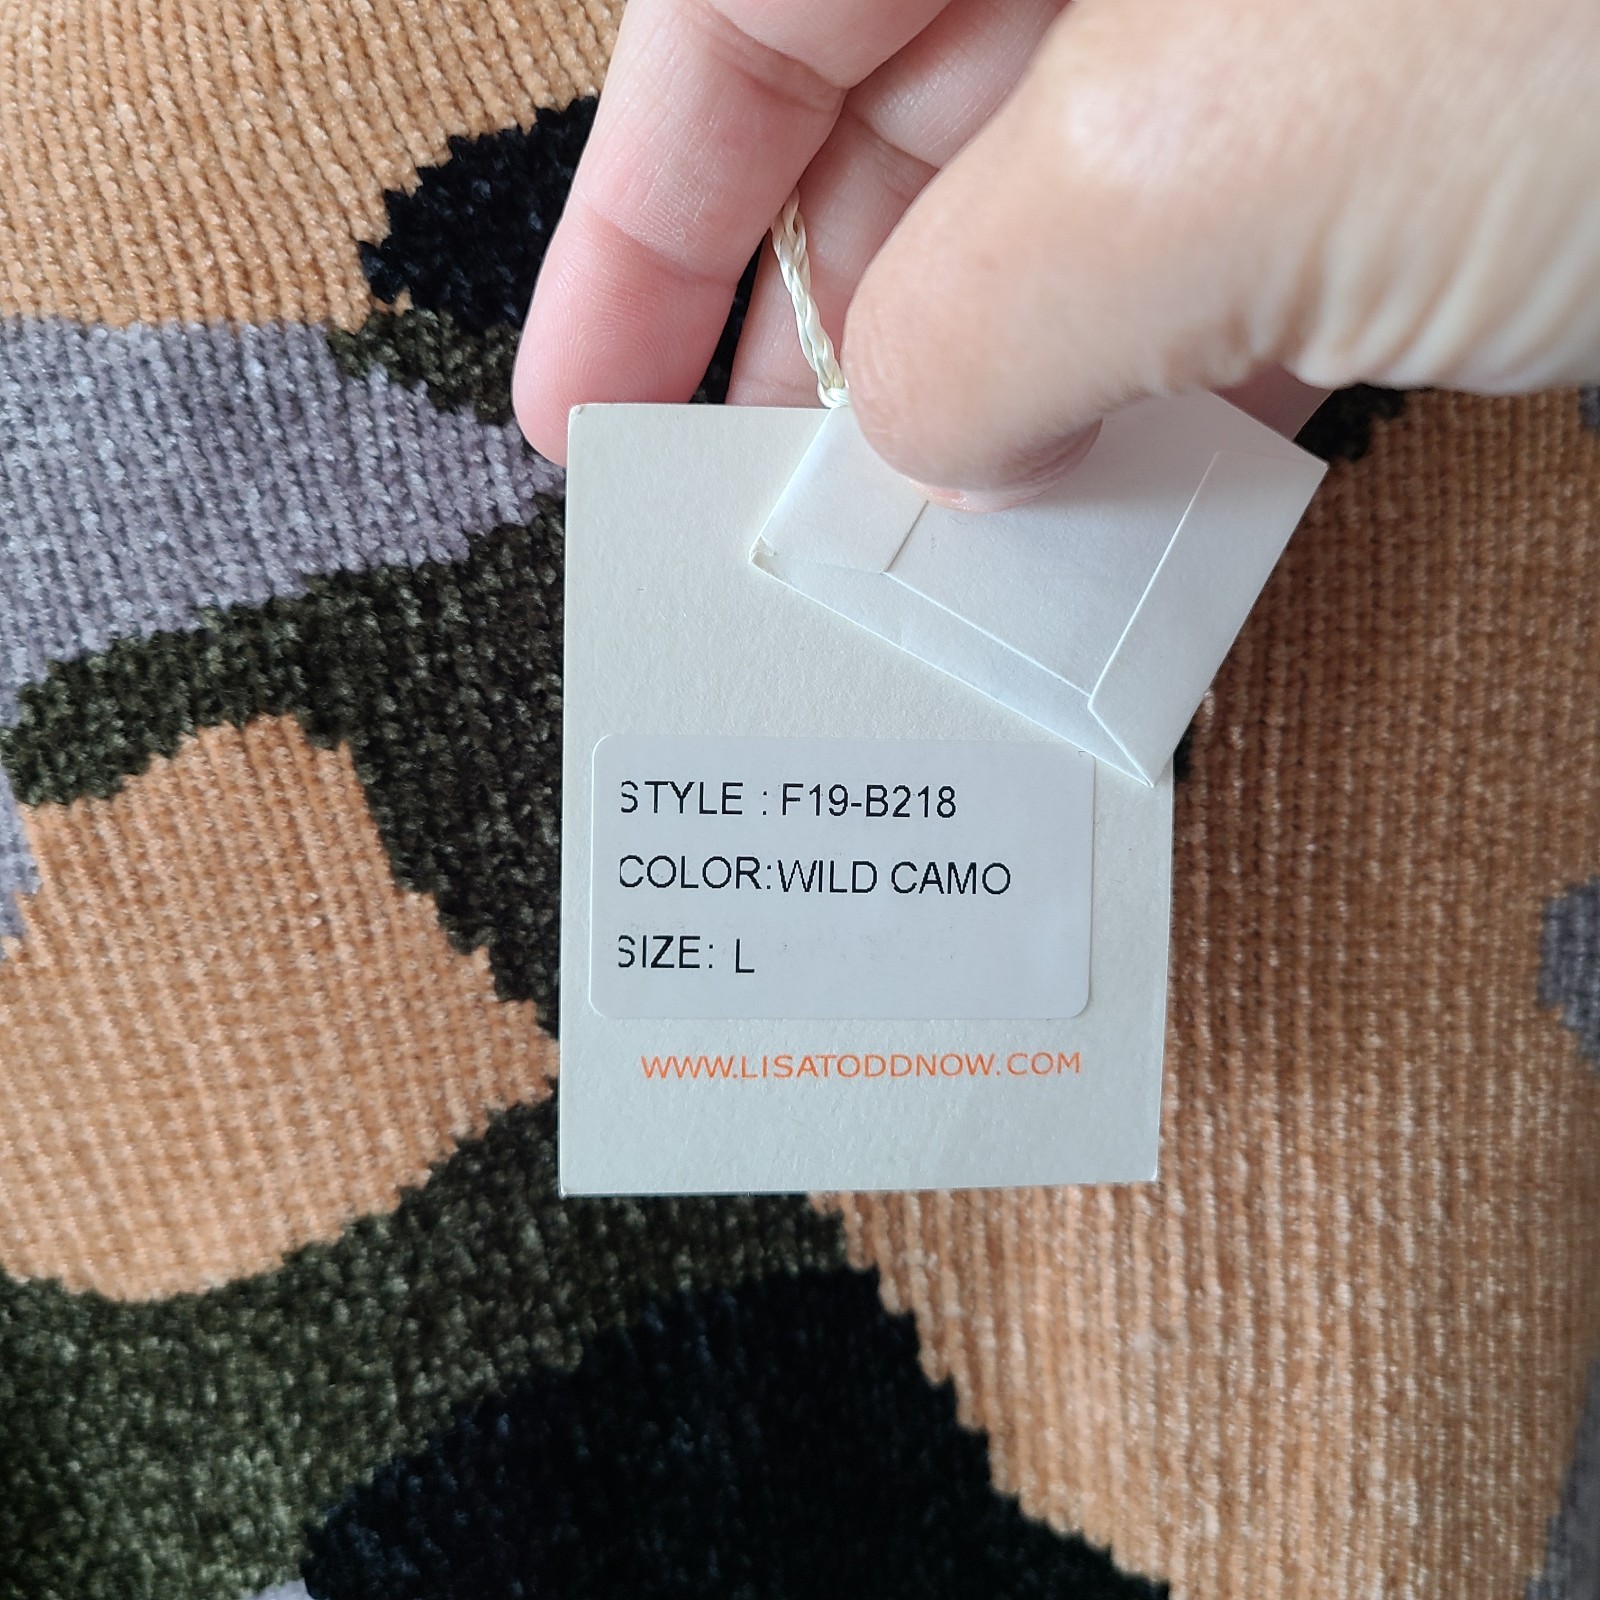 STYLE : F19-B218
COLOR:WILD CAMO
SIZE: L
WWW.LISATODDNOW.COM